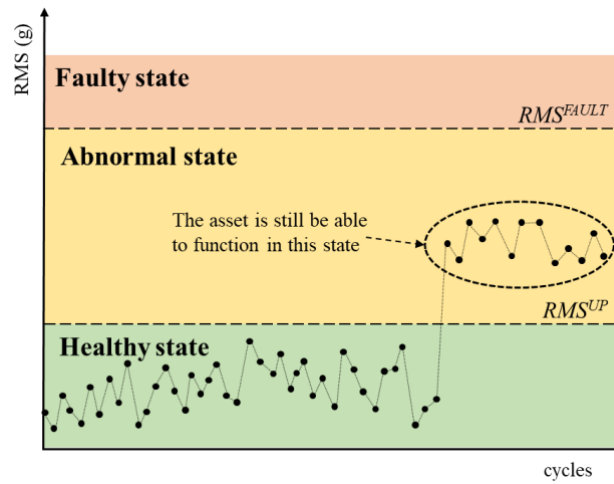 RMS (g)
Faulty state
RMS^FAULT
Abnormal state
The asset is still be able
to function in this state
RMS^UP
Healthy state
cycles